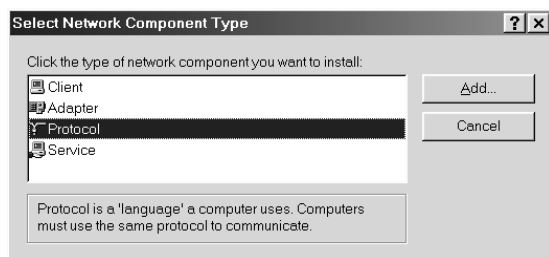 Select Network Component Type
Click the type of network component you want to install:
Client
Add...
Adapter
Protocol
Cancel
Service
Protocol is a 'language' a computer uses. Computers
must use the same protocol to communicate.